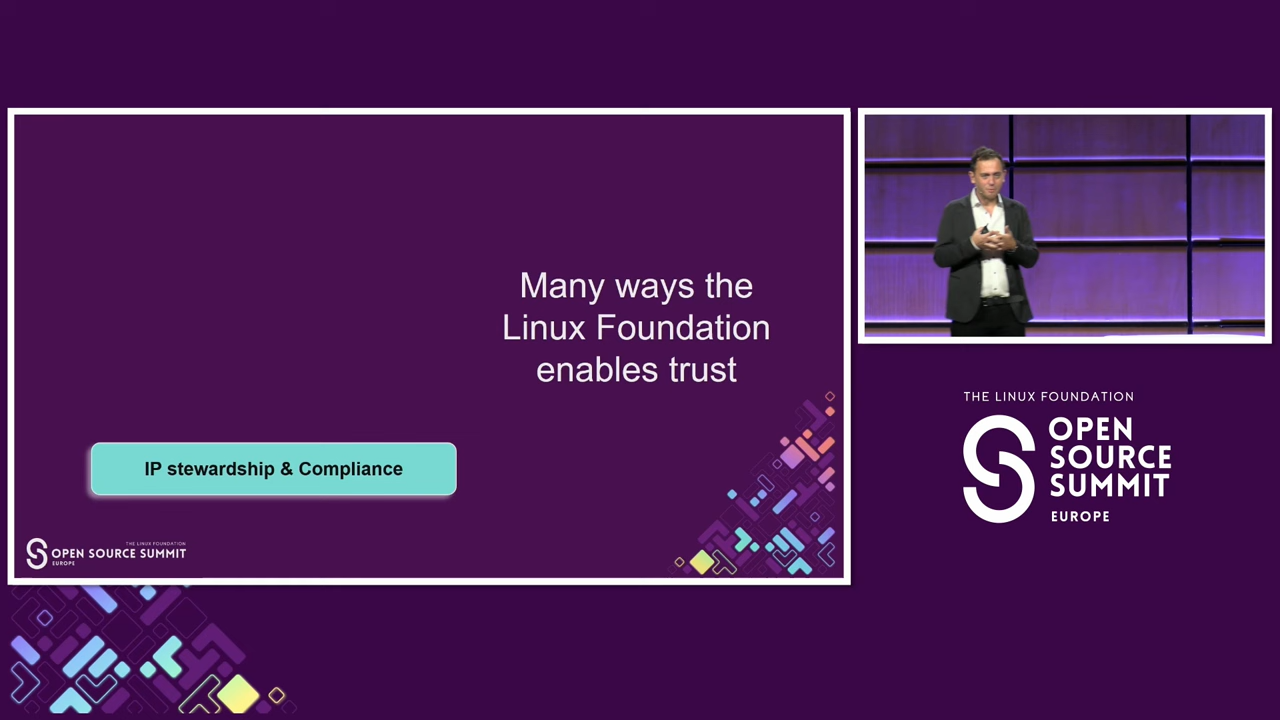 Many ways the
Linux Foundation
enables trust
IP stewardship & Compliance
THE LINUX FOUNDATION
OPEN SOURCE SUMMIT
EUROPE
THE LINUX FOUNDATION
OPEN
SOURCE
SUMMIT
EUROPE